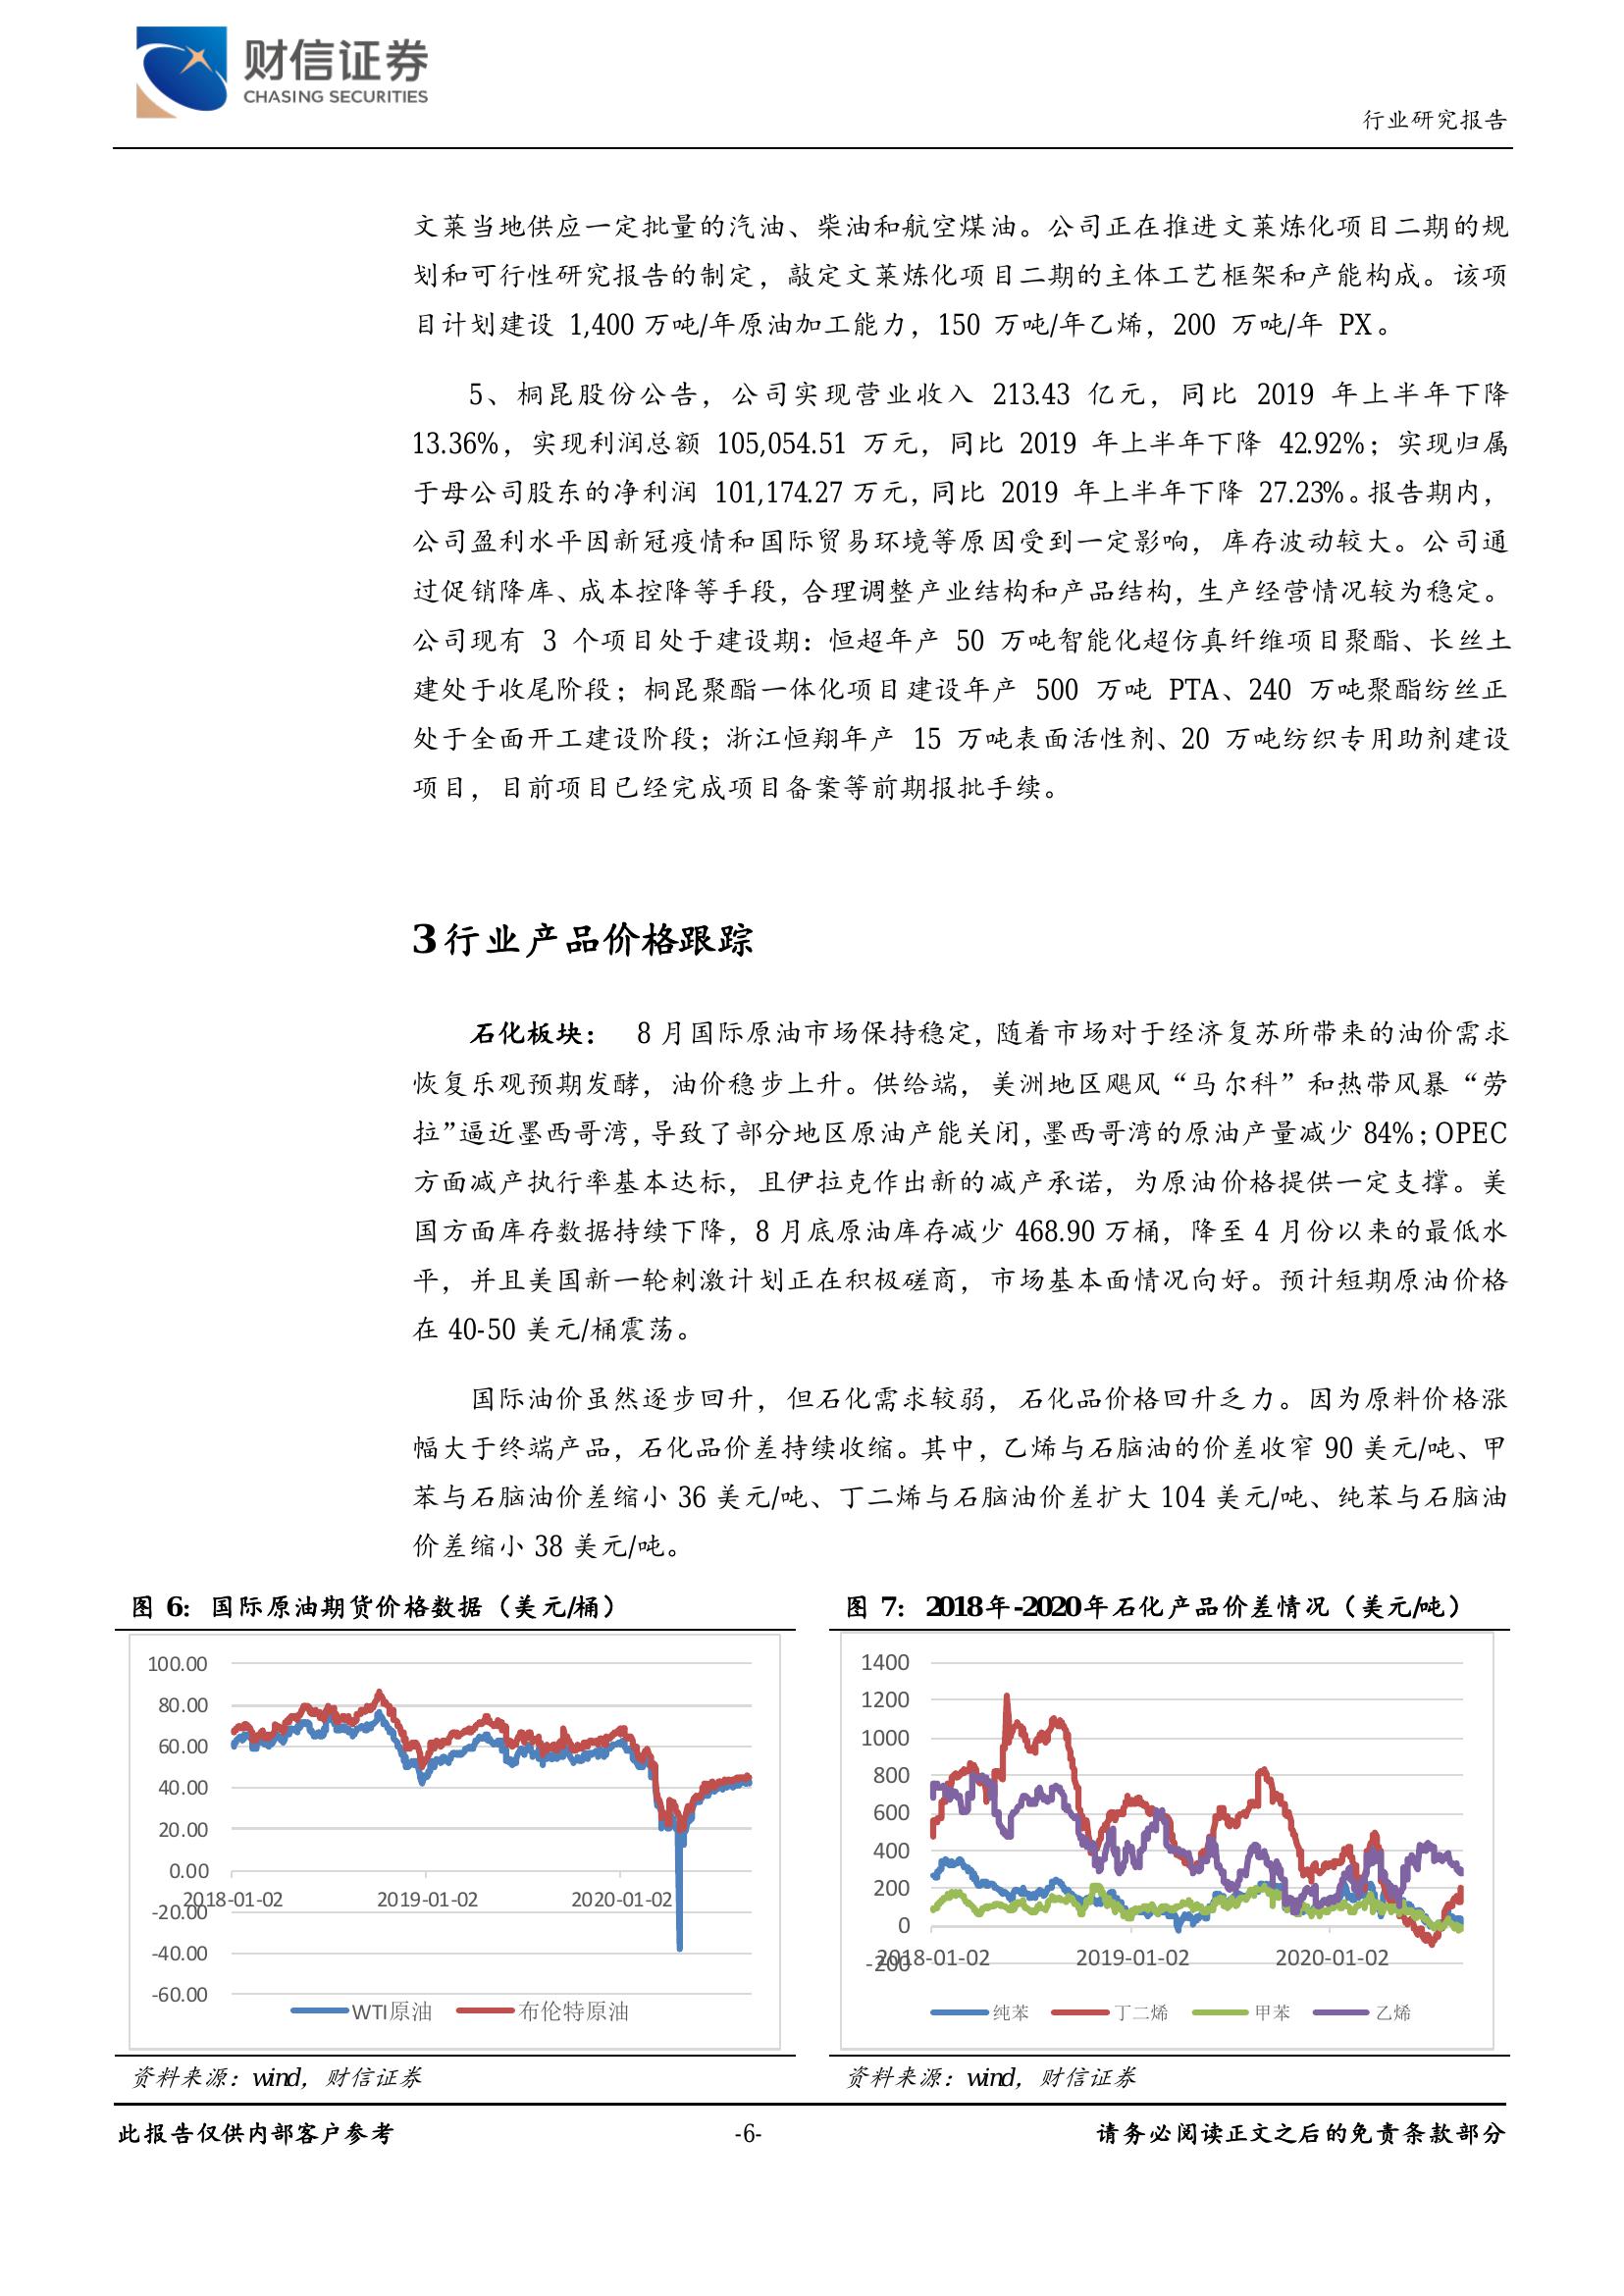 财信证券
CHASING SECURITIES
行业研究报告
文莱当地供应一定批量的汽油、柴油和航空煤油。公司正在推进文莱炼化项目二期的规
划和可行性研究报告的制定，敲定文莱炼化项目二期的主体工艺框架和产能构成。该项
目计划建设 1,400 万吨/年原油加工能力，150 万吨/年乙烯，200 万吨/年 PX。
5、桐昆股份公告，公司实现营业收入 213.43 亿元，同比 2019 年上半年下降
13.36%，实现利润总额 105,054.51 万元，同比 2019 年上半年下降 42.92%；实现归属
于母公司股东的净利润 101,174.27 万元，同比 2019 年上半年下降 27.23%。报告期内，
公司盈利水平因新冠疫情和国际贸易环境等原因受到一定影响，库存波动较大。公司通
过促销降库、成本控降等手段，合理调整产业结构和产品结构，生产经营情况较为稳定。
公司现有 3 个项目处于建设期：恒超年产 50 万吨智能化超仿真纤维项目聚酯、长丝土
建处于收尾阶段；桐昆聚酯一体化项目建设年产 500 万吨 PTA、240 万吨聚酯纺丝正
处于全面开工建设阶段；浙江恒翔年产 15 万吨表面活性剂、20 万吨纺织专用助剂建设
项目，目前项目已经完成项目备案等前期报批手续。
3 行业产品价格跟踪
石化板块： 8 月国际原油市场保持稳定，随着市场对于经济复苏所带来的油价需求
恢复乐观预期发酵，油价稳步上升。供给端，美洲地区飓风“马尔科”和热带风暴“劳
拉”逼近墨西哥湾，导致了部分地区原油产能关闭，墨西哥湾的原油产量减少 84%；OPEC
方面减产执行率基本达标，且伊拉克作出新的减产承诺，为原油价格提供一定支撑。美
国方面库存数据持续下降，8 月底原油库存减少 468.90 万桶，降至 4 月份以来的最低水
平，并且美国新一轮刺激计划正在积极磋商，市场基本面情况向好。预计短期原油价格
在 40-50 美元/桶震荡。
国际油价虽然逐步回升，但石化需求较弱，石化品价格回升乏力。因为原料价格涨
幅大于终端产品，石化品价差持续收缩。其中，乙烯与石脑油的价差收窄 90 美元/吨、甲
苯与石脑油价差缩小 36 美元/吨、丁二烯与石脑油价差扩大 104 美元/吨、纯苯与石脑油
价差缩小 38 美元/吨。
图 6：国际原油期货价格数据（美元/桶）
100.00
80.00
60.00
40.00
20.00
0.00
2018-01-02 2019-01-02 2020-01-02
-20.00
-40.00
-60.00
WTI原油 布伦特原油
资料来源：wind，财信证券
图 7：2018年-2020年石化产品价差情况（美元/吨）
1400
1200
1000
800
600
400
200
0
2018-01-02 2019-01-02 2020-01-02
-200
纯苯 丁二烯 甲苯 乙烯
资料来源：wind，财信证券
此报告仅供内部客户参考 -6- 请务必阅读正文之后的免责条款部分